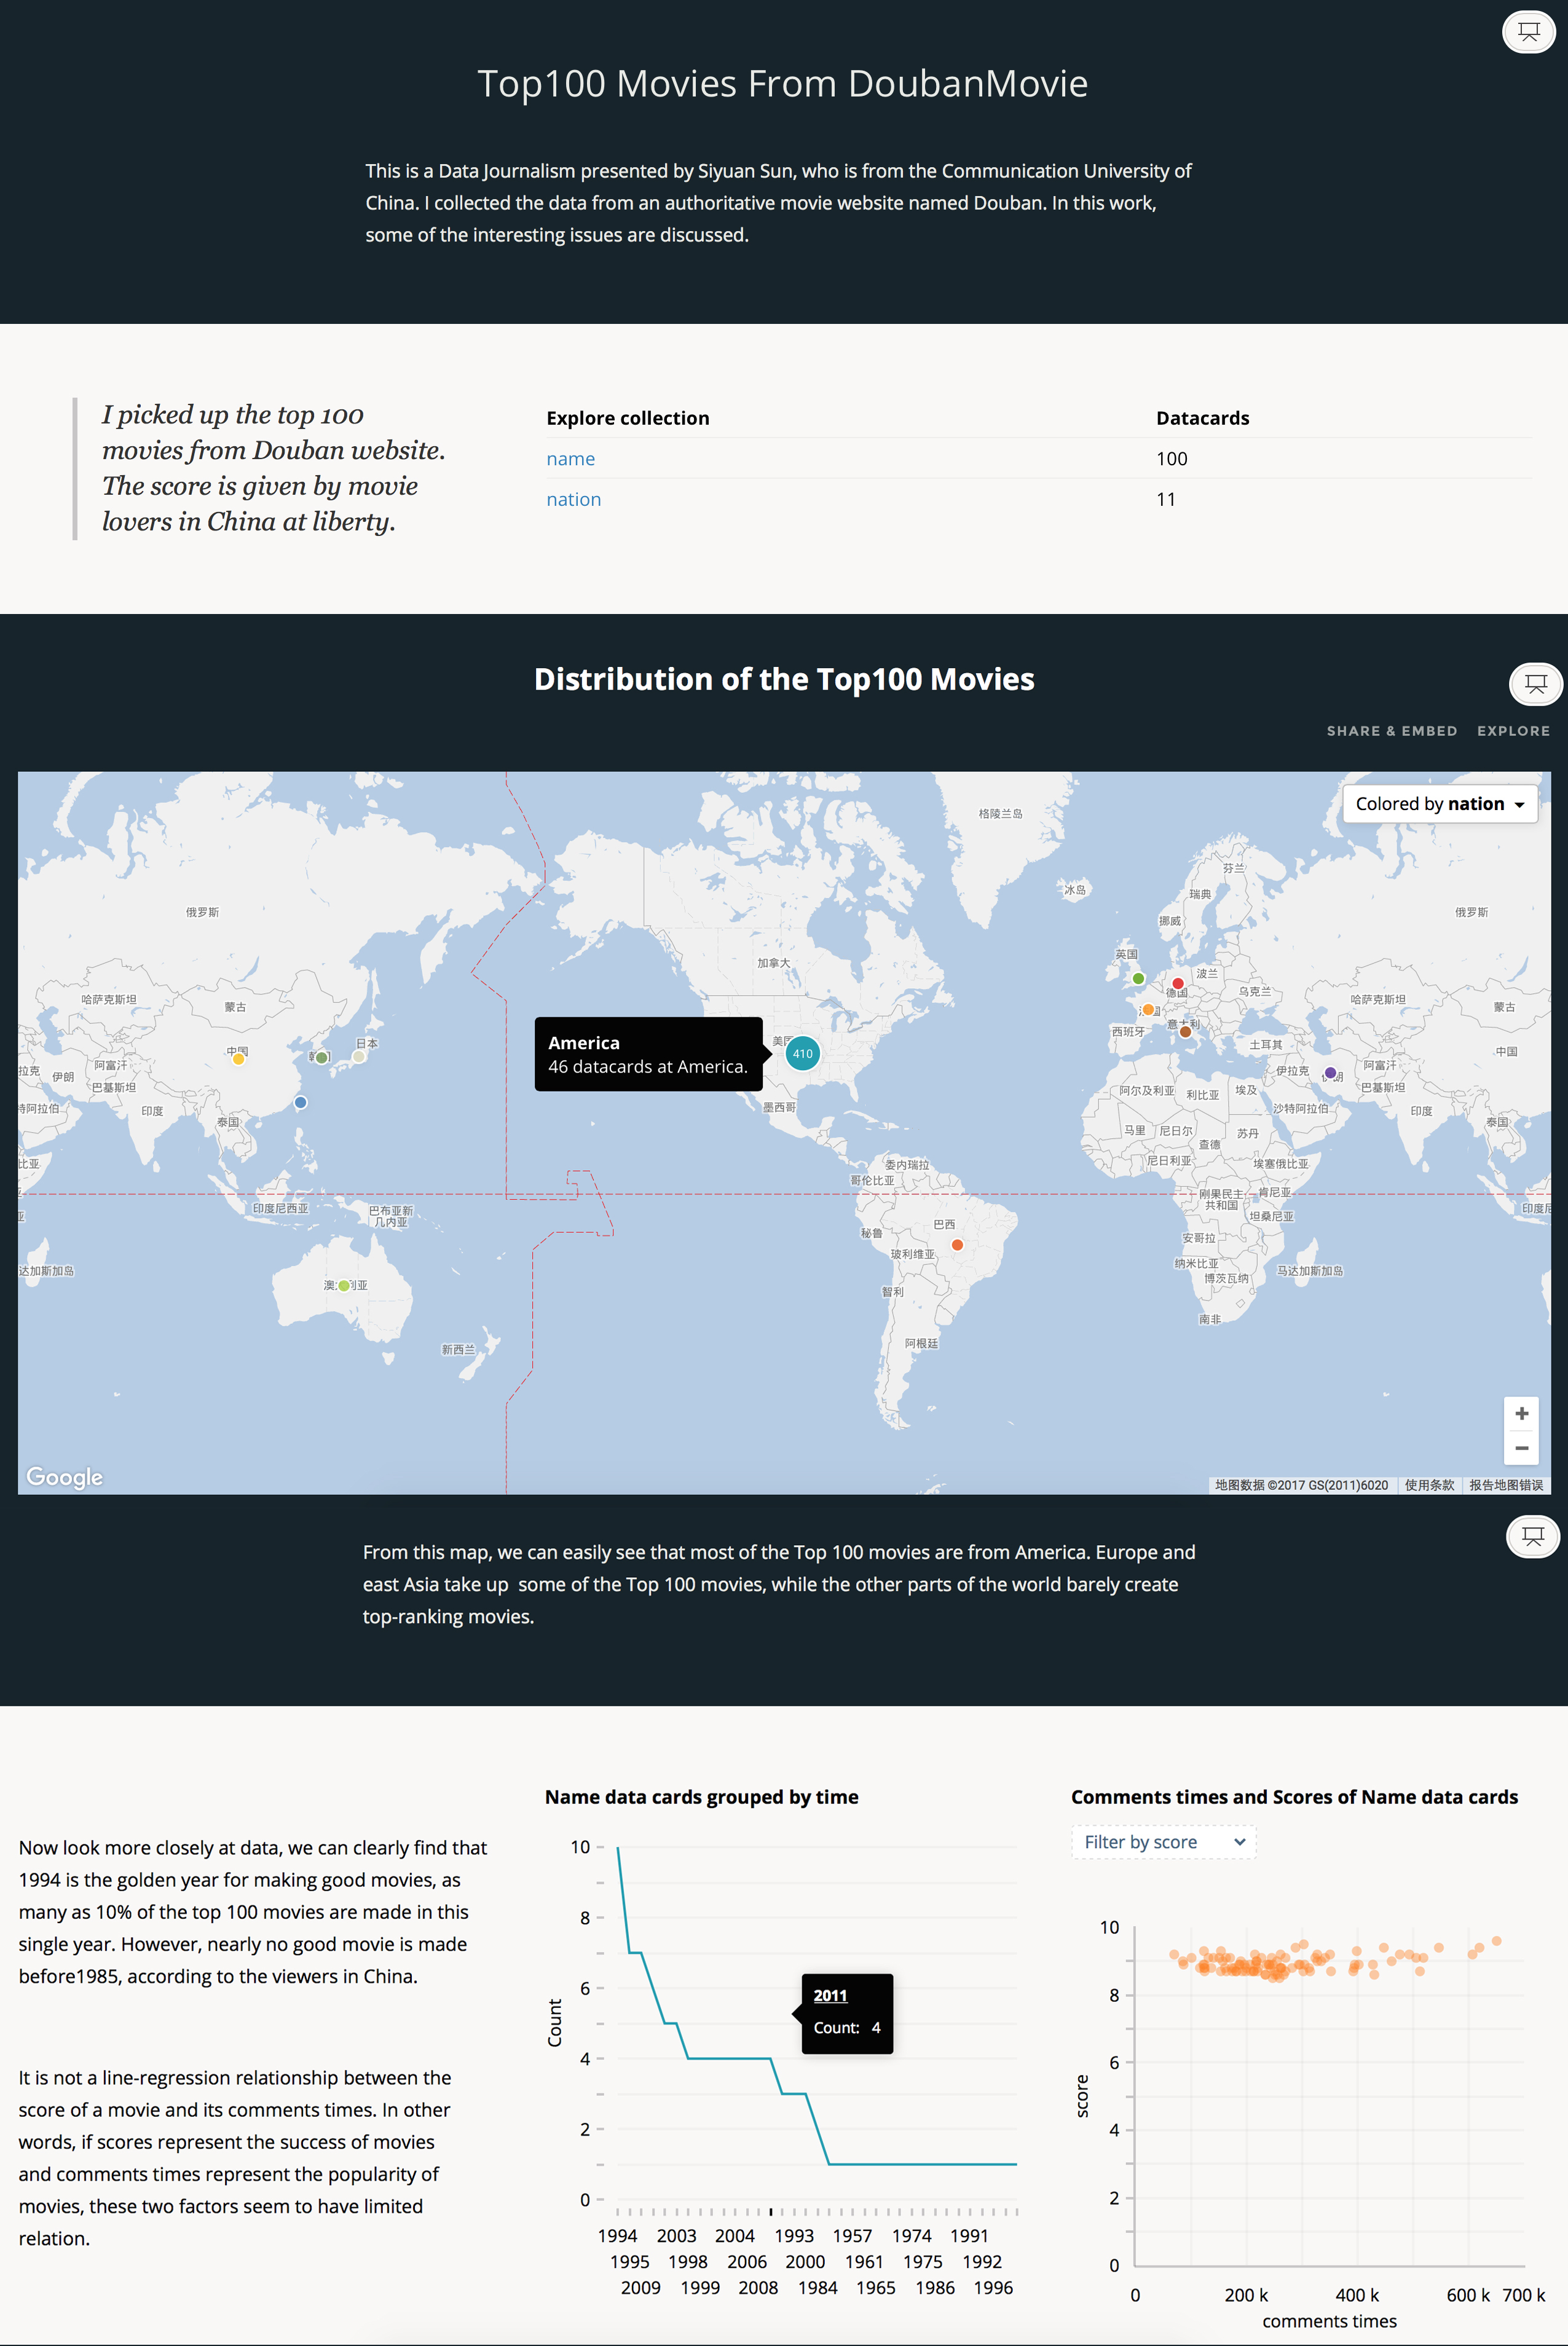 Top100 Movies From DoubanMovie
This is a Data Journalism presented by Siyuan Sun, who is from the Communication University of
China. I collected the data from an authoritative movie website named Douban. In this work,
some of the interesting issues are discussed.
I picked up the top 100
movies from Douban website.
The score is given by movie
lovers in China at liberty.
Explore collection Datacards
name 100
nation 11
Distribution of the Top100 Movies
SHARE & EMBED EXPLORE
Colored by nation
格陵兰岛
芬兰
冰岛
瑞典
俄罗斯
俄罗斯
挪威
英国
加拿大
波兰
德国
乌克兰
哈萨克斯坦
蒙古
哈萨克斯坦
蒙古
意大利
西班牙
土耳其
日本
中国
中国
America
46 datacards at America.
410
阿富汗
伊朗
巴基斯坦
伊拉克
阿富汗
巴基斯坦
印度
印度
墨西哥
阿尔及利亚
利比亚
埃及
沙特阿拉伯
泰国
泰国
马里
尼日尔
苏丹
查德
尼日利亚
埃塞俄比亚
委内瑞拉
哥伦比亚
刚果民主
共和国
肯尼亚
印度尼西亚
巴布亚新
几内亚
坦桑尼亚
巴西
秘鲁
安哥拉
玻利维亚
纳米比亚
博茨瓦纳
马达加斯加岛
达加斯加岛
智利
南非
阿根廷
新西兰
Google
地图数据 ©2017 GS(2011)6020 使用条款 报告地图错误
From this map, we can easily see that most of the Top 100 movies are from America. Europe and
east Asia take up some of the Top 100 movies, while the other parts of the world barely create
top-ranking movies.
Now look more closely at data, we can clearly find that
1994 is the golden year for making good movies, as
many as 10% of the top 100 movies are made in this
single year. However, nearly no good movie is made
before1985, according to the viewers in China.
It is not a line-regression relationship between the
score of a movie and its comments times. In other
words, if scores represent the success of movies
and comments times represent the popularity of
movies, these two factors seem to have limited
relation.
Name data cards grouped by time
10
8
6
4
2
0
Count
2011
Count: 4
1994 2003 2004 1993 1957 1974 1991
1995 1998 2006 2000 1961 1975 1992
2009 1999 2008 1984 1965 1986 1996
Comments times and Scores of Name data cards
Filter by score
10
8
6
4
2
0
score
0 200 k 400 k 600 k 700 k
comments times